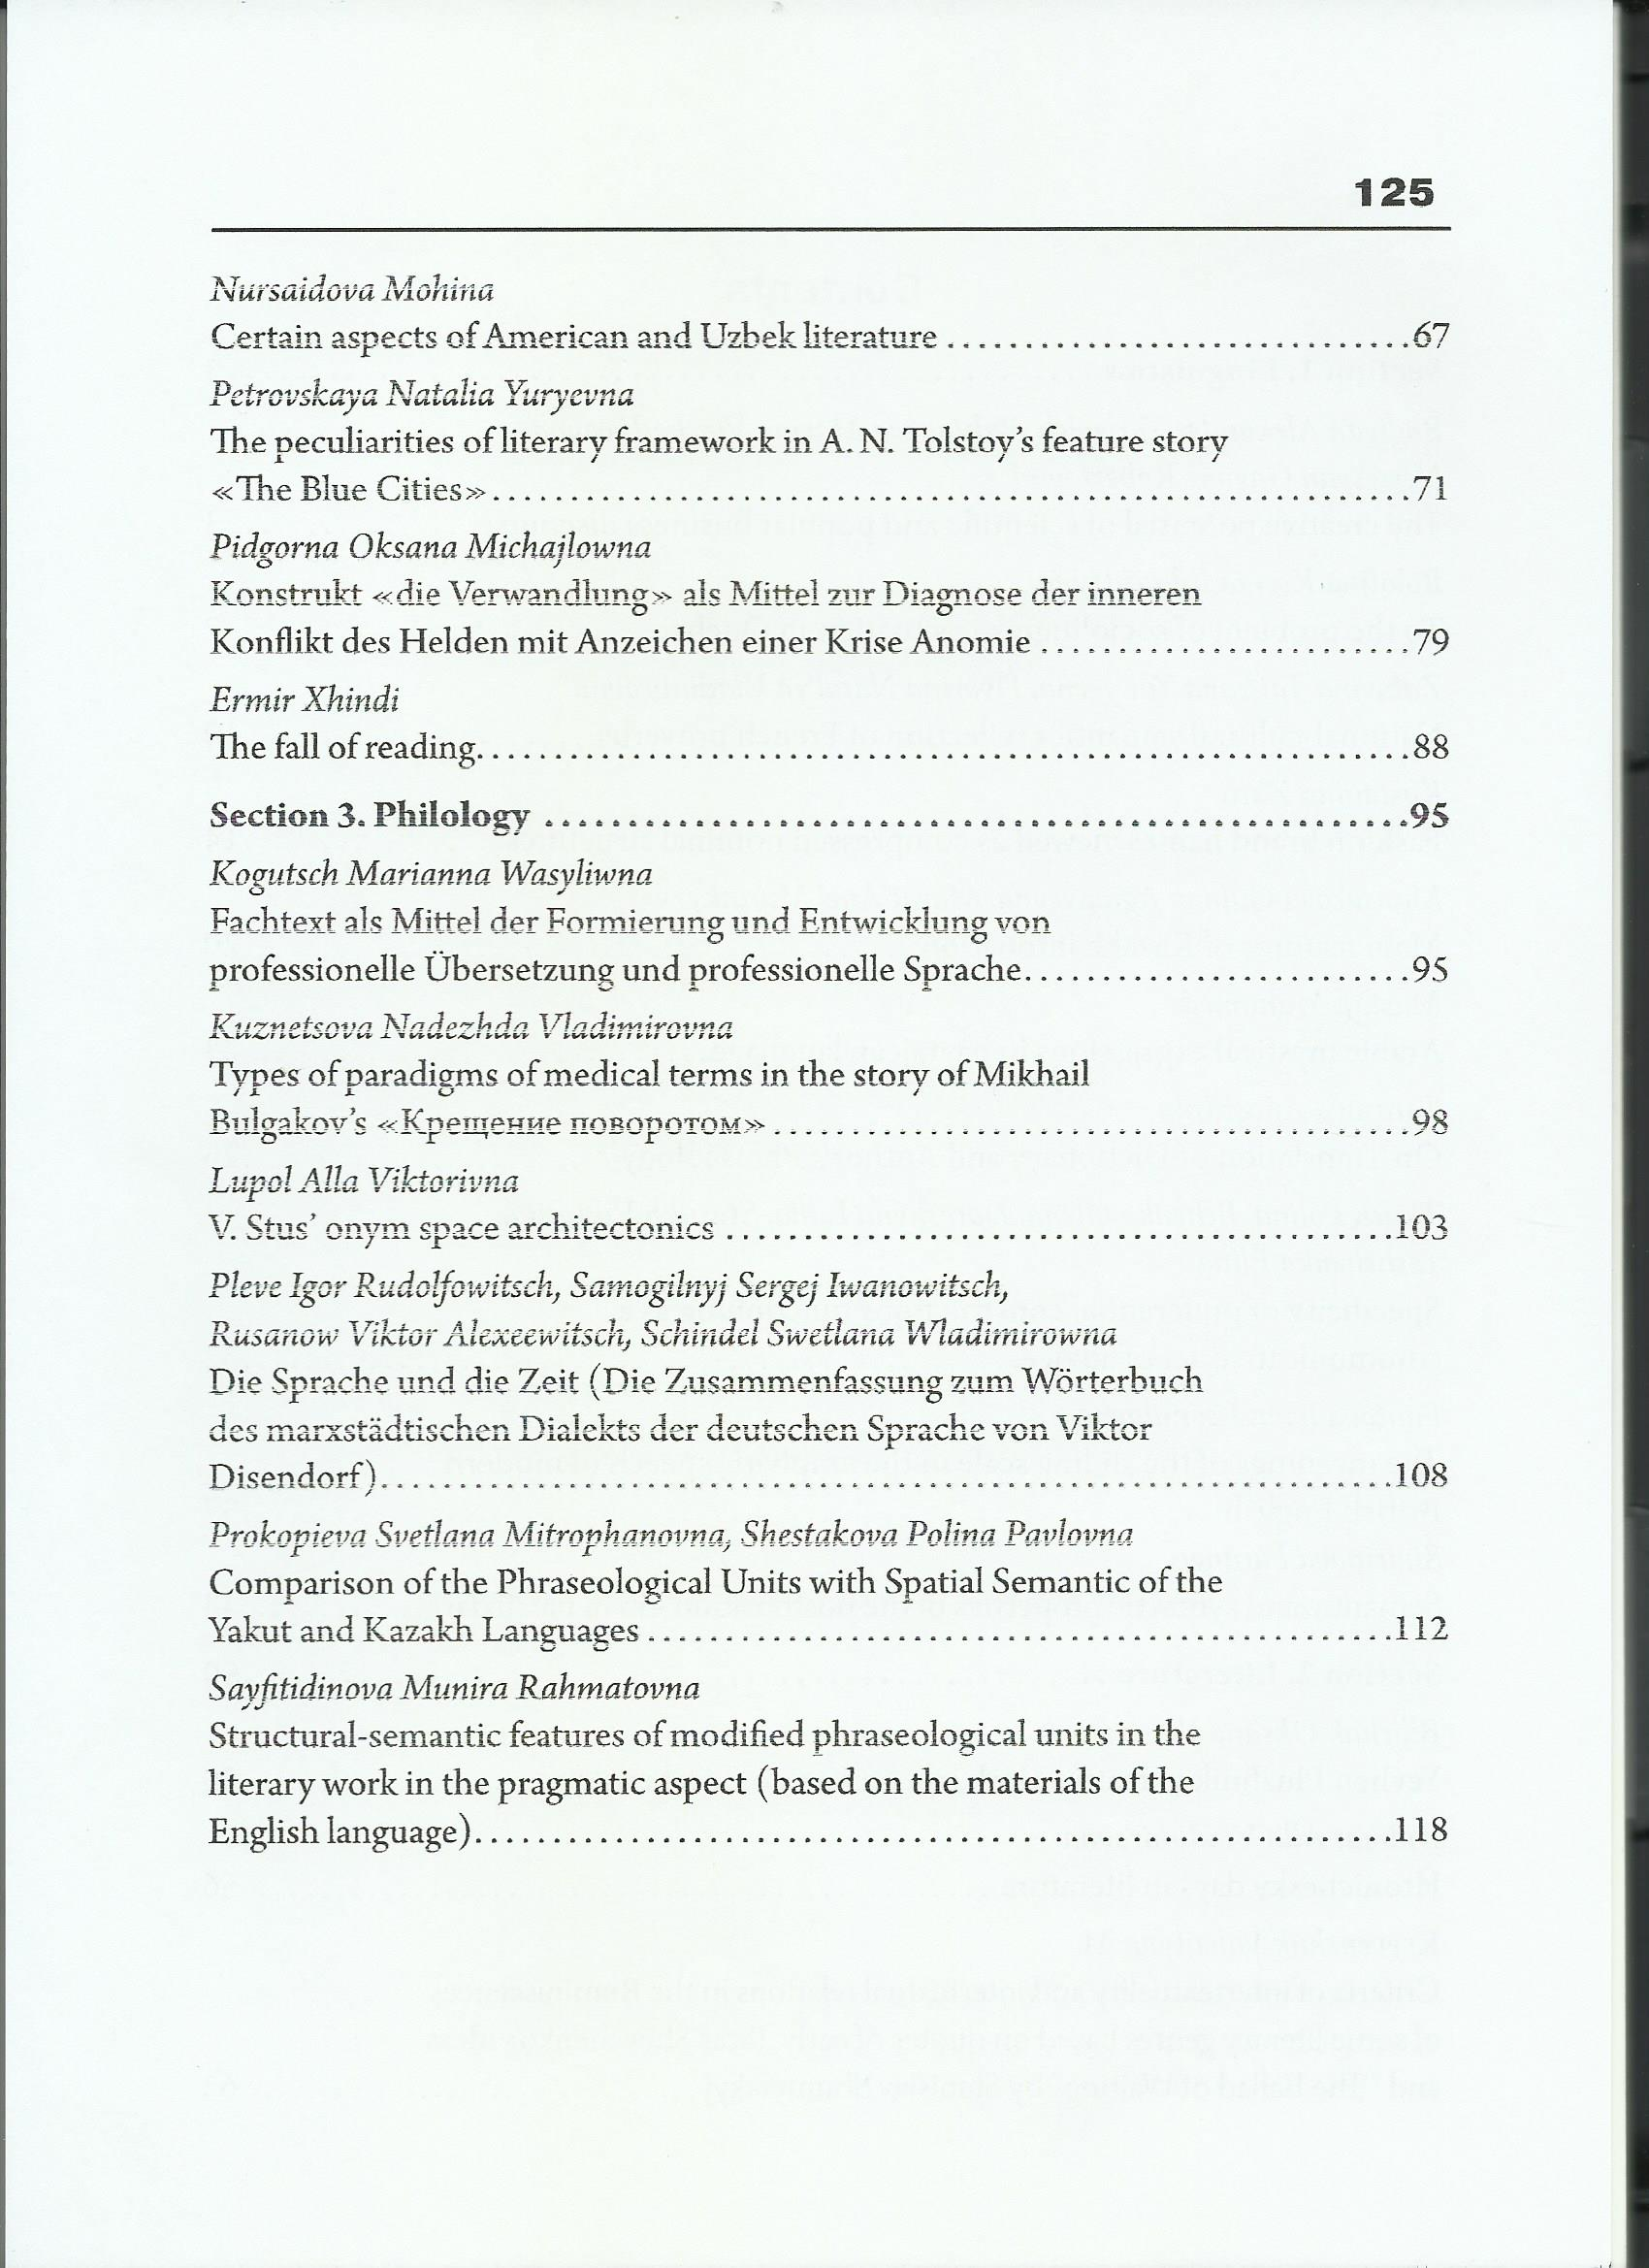 125
Nursaidova Mohina
Certain aspects of American and Uzbek literature ..............................67
Petrovskaya Natalia Yuryevna
The peculiarities of literary framework in A. N. Tolstoy’s feature story
«The Blue Cities»............................................................71
Pidgorna Oksana Michajlowna
Konstrukt «die Verwandlung» als Mittel zur Diagnose der inneren
Konflikt des Helden mit Anzeichen einer Krise Anomie ........................79
Ermir Xhindi
The fall of reading............................................................88
Section 3. Philology ....................................................95
Kogutsch Marianna Wasyliwna
Fachtext als Mittel der Formierung und Entwicklung von
professionelle Übersetzung und professionelle Sprache.........................95
Kuznetsova Nadezhda Vladimirovna
Types of paradigms of medical terms in the story of Mikhail
Bulgakov’s «Крещение поворотом» .........................................98
Lupol Alla Viktorivna
V. Stus’ onym space architectonics ...........................................103
Pleve Igor Rudolfowitsch, Samogilnyj Sergej Iwanowitsch,
Rusanow Viktor Alexeewitsch, Schindel Swetlana Wladimirowna
Die Sprache und die Zeit (Die Zusammenfassung zum Wörterbuch
des marxstädtischen Dialekts der deutschen Sprache von Viktor
Disendorf)..................................................................108
Prokopieva Svetlana Mitrophanovna, Shestakova Polina Pavlovna
Comparison of the Phraseological Units with Spatial Semantic of the
Yakut and Kazakh Languages ................................................112
Sayfitidinova Munira Rahmatovna
Structural-semantic features of modified phraseological units in the
literary work in the pragmatic aspect (based on the materials of the
English language)............................................................118